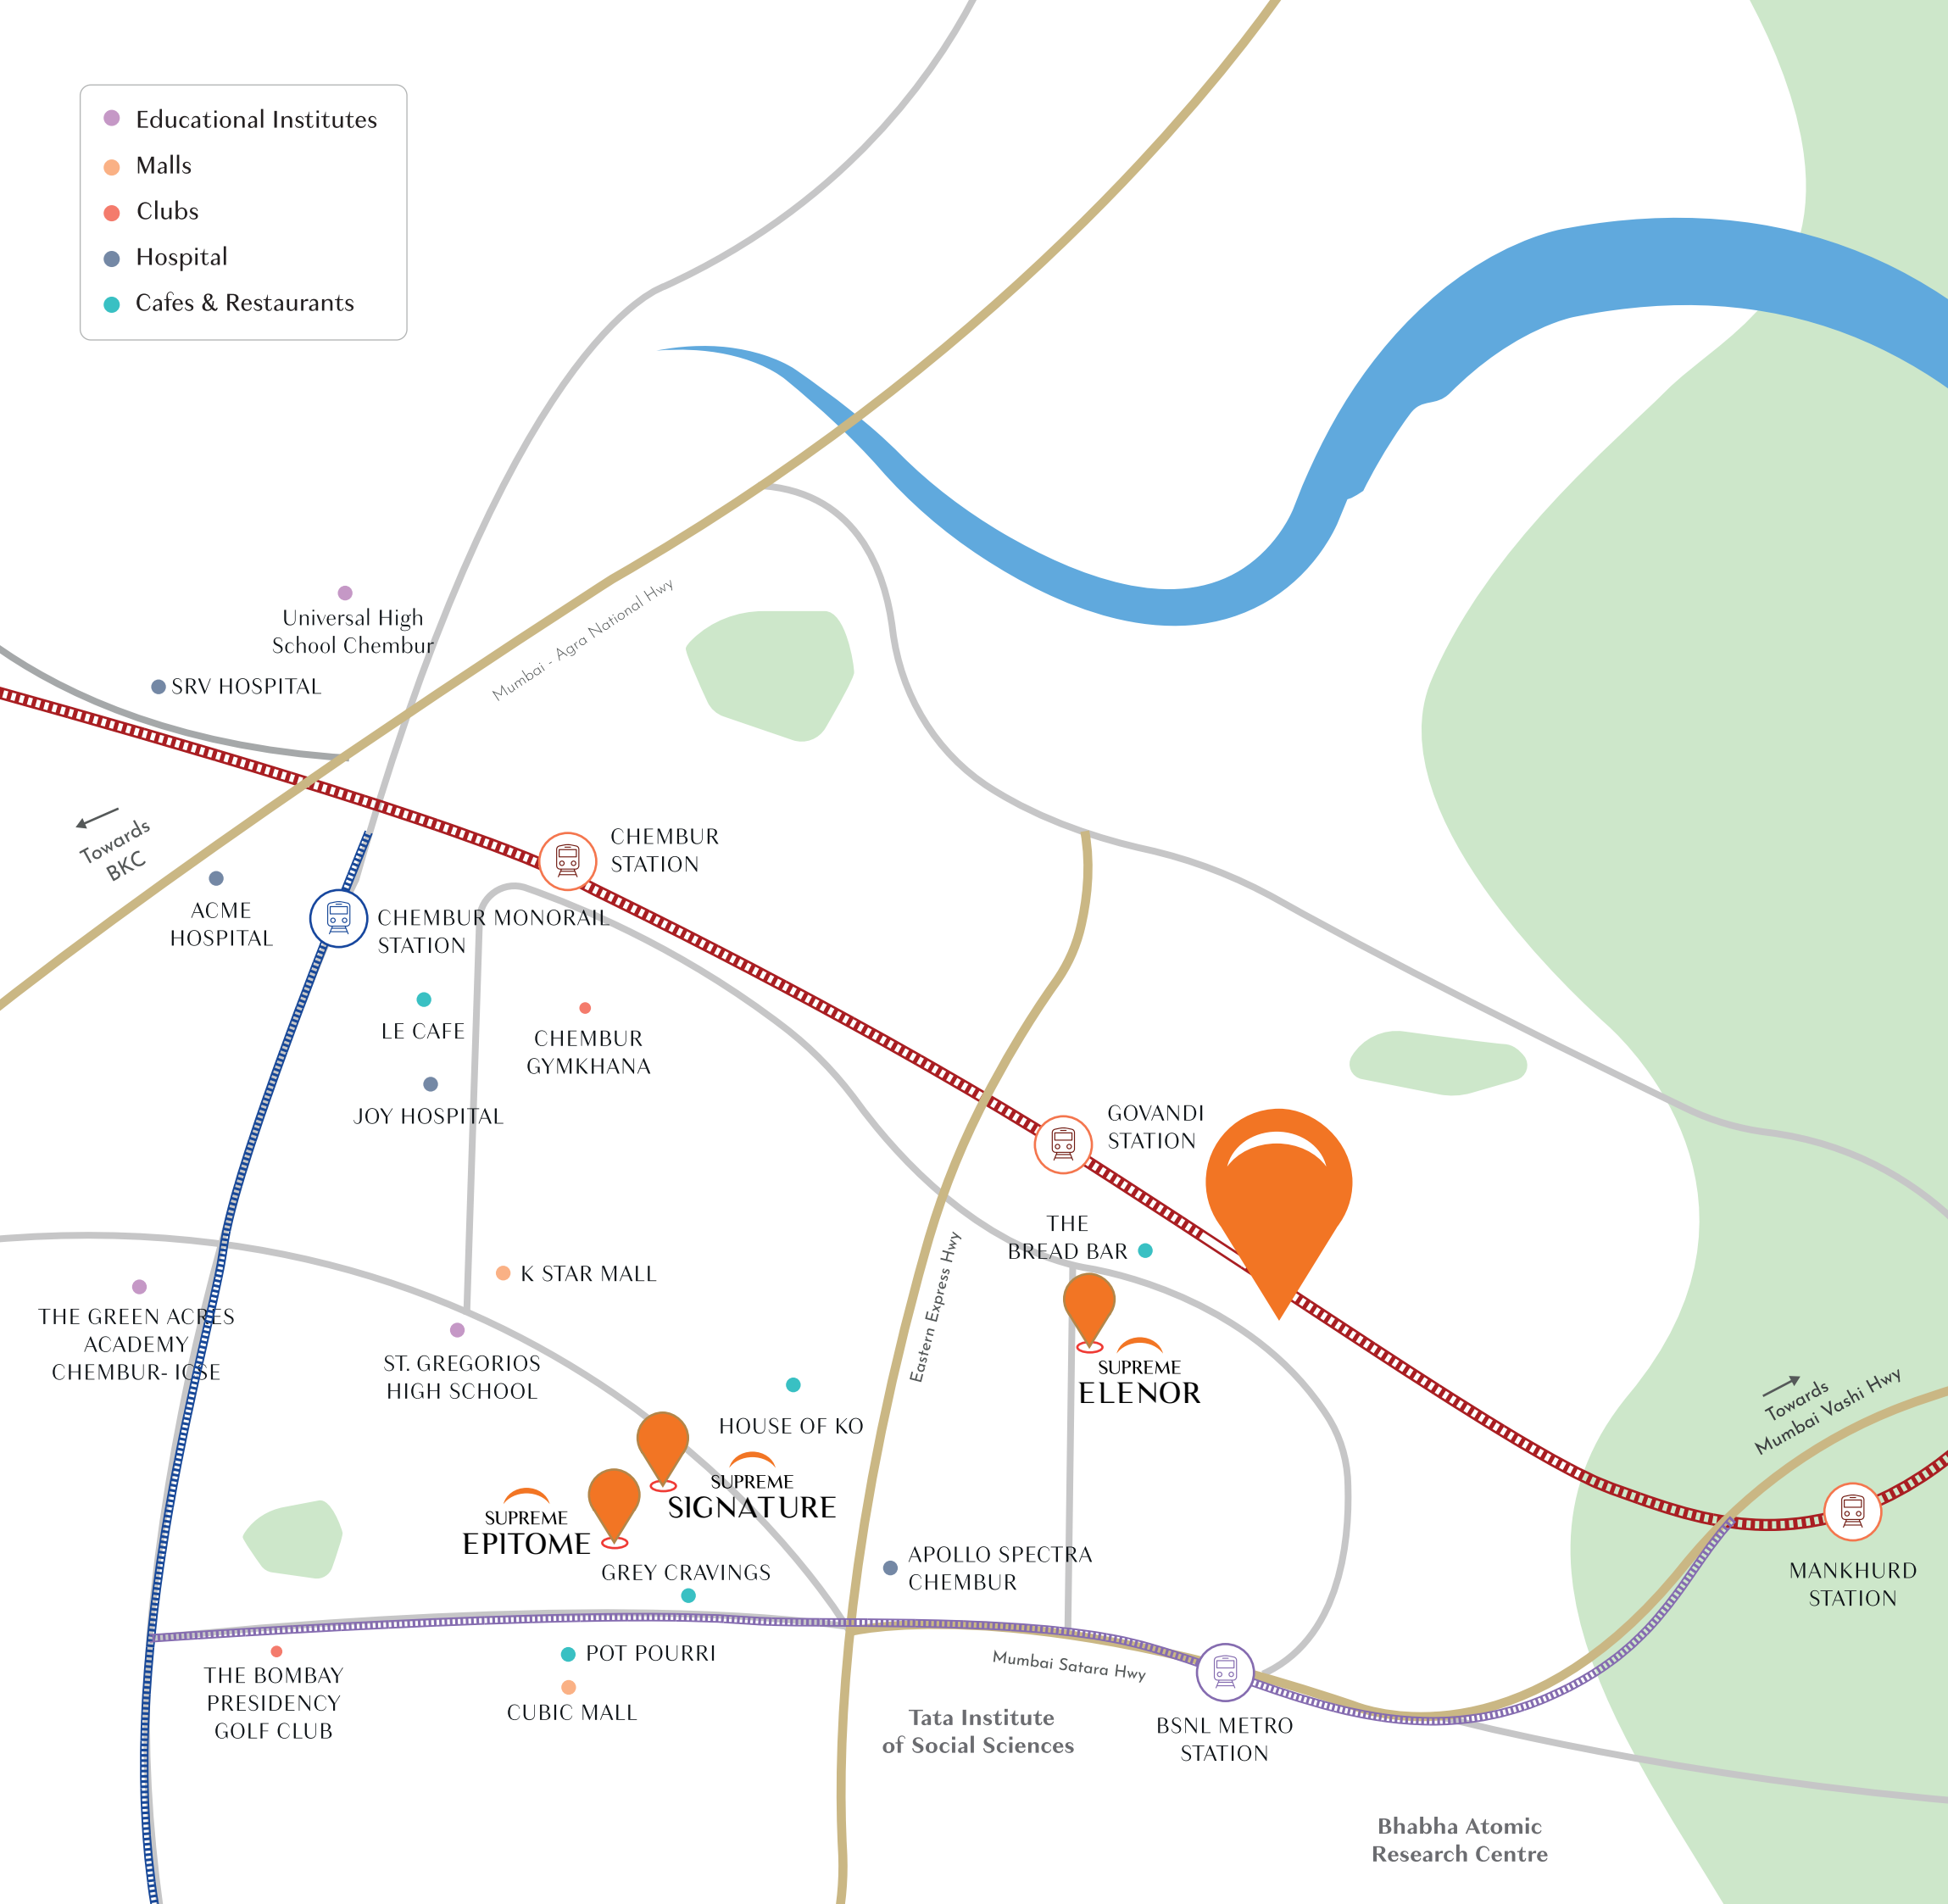 Educational Institutes
Malls
Clubs
Hospital
Cafes & Restaurants
Mumbai - Agra National Hwy
Universal High
School Chembur
SRV HOSPITAL
Towards
BKC
ACME
HOSPITAL
CHEMBUR
STATION
CHEMBUR MONORAIL
STATION
LE CAFE
CHEMBUR
GYMKHANA
JOY HOSPITAL
GOVANDI
STATION
THE
BREAD BAR
K STAR MALL
THE GREEN ACRES
ACADEMY
CHEMBUR- ICSE
ST. GREGORIOS
HIGH SCHOOL
Eastern Express Hwy
SUPREME
ELENOR
HOUSE OF KO
Towards
Mumbai Vashi Hwy
SUPREME
SIGNATURE
SUPREME
EPITOME
GREY CRAVINGS
APOLLO SPECTRA
CHEMBUR
MANKHURD
STATION
POT POURRI
CUBIC MALL
THE BOMBAY
PRESIDENCY
GOLF CLUB
Mumbai Satara Hwy
Tata Institute
of Social Sciences
BSNL METRO
STATION
Bhabha Atomic
Research Centre